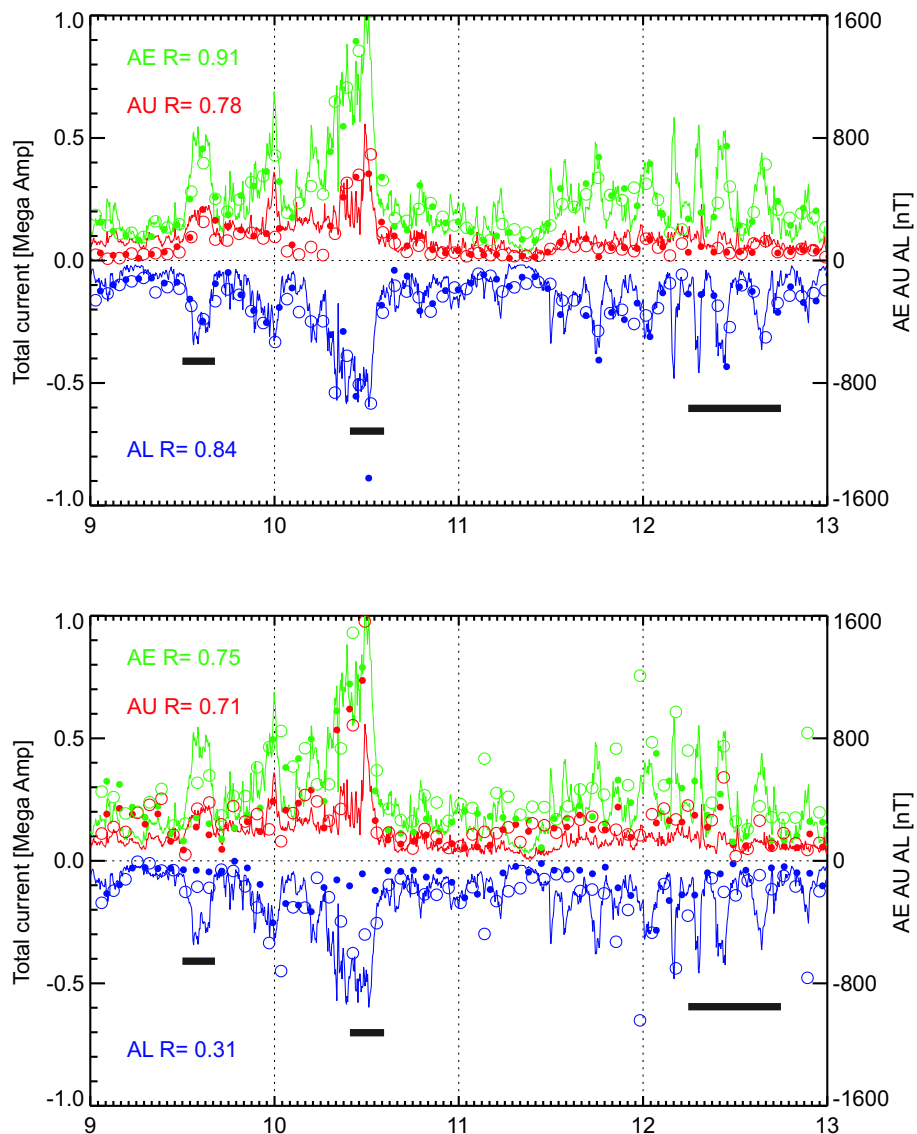 1.0
0.5
0.0
-0.5
-1.0
Total current [Mega Amp]
AE R= 0.91
AU R= 0.78
AL R= 0.84
1600
800
0
-800
-1600
AE AU AL [nT]
9 10 11 12 13
1.0
0.5
0.0
-0.5
-1.0
Total current [Mega Amp]
AE R= 0.75
AU R= 0.71
AL R= 0.31
1600
800
0
-800
-1600
AE AU AL [nT]
9 10 11 12 13